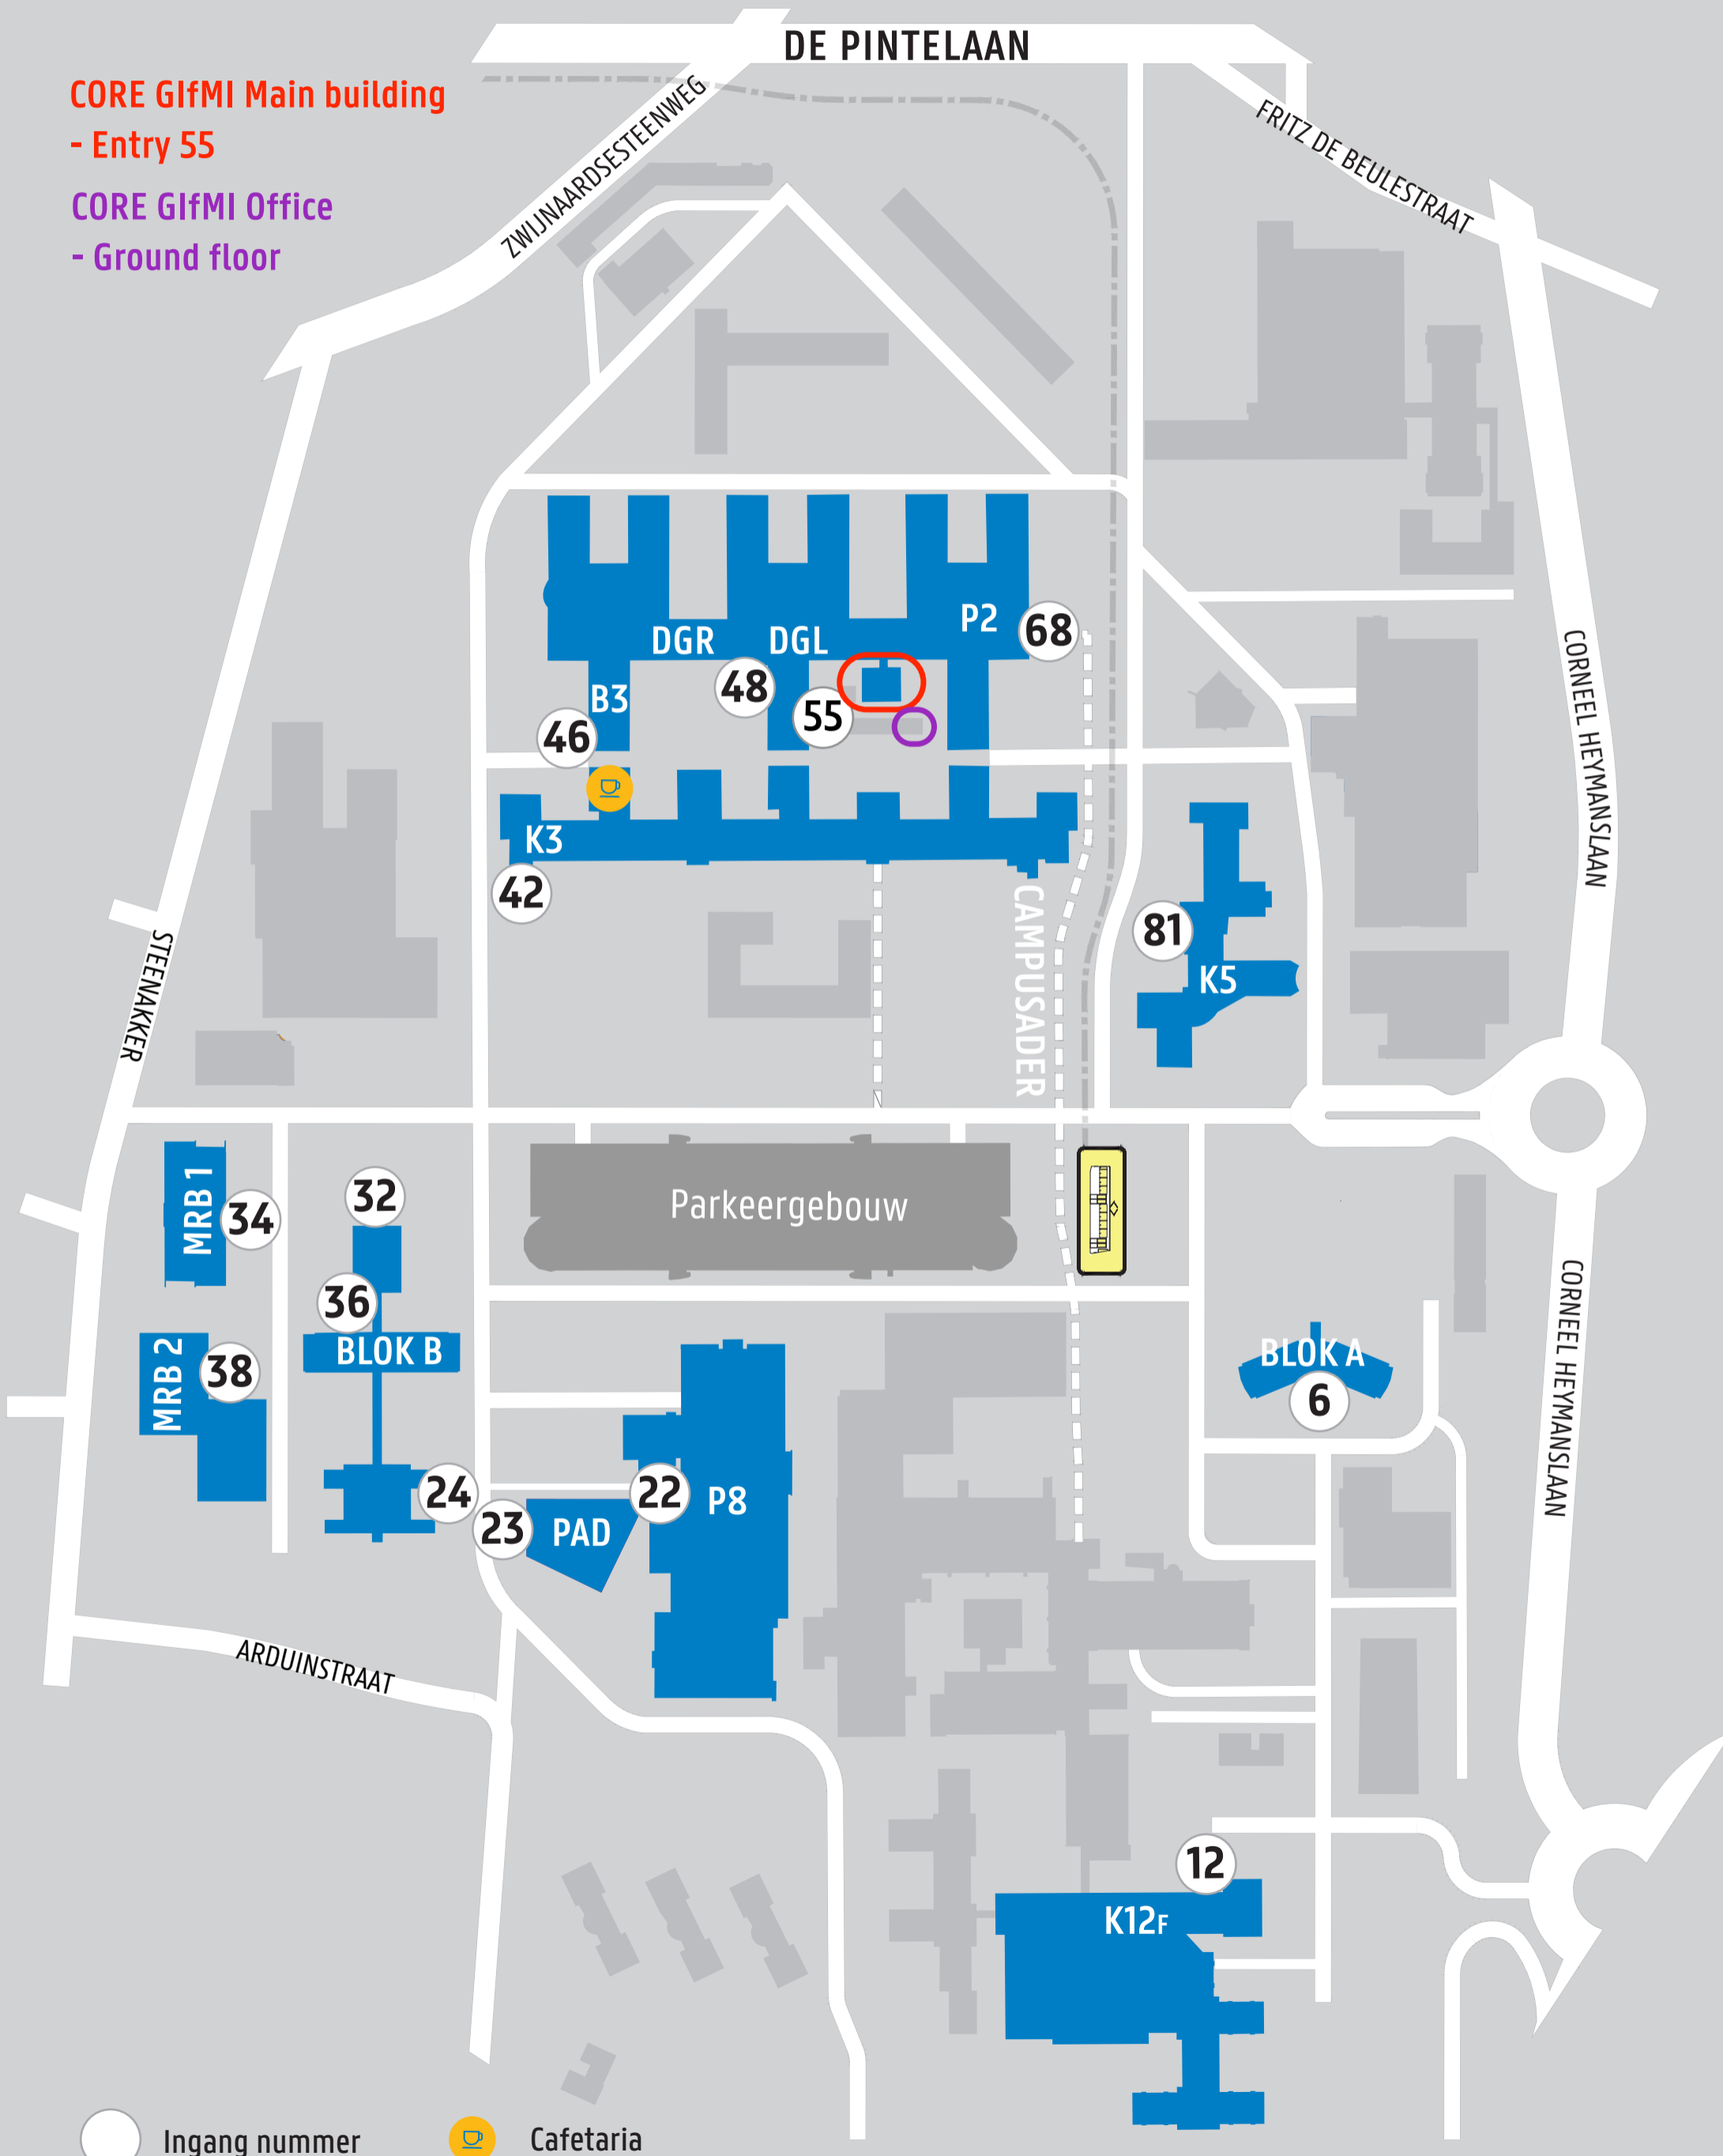 DE PINTELAAN
CORE GIfMI Main building
- Entry 55
CORE GIfMI Office
- Ground floor
ZWIJNAARDSESTEENWEG
FRITZ DE BEULESTRAAT
CORNEEL HEYMANSLAAN
P2
68
DGR
DGL
B3
48
55
46
K3
42
CAMPUSADER
81
K5
STEENAKKER
MRB 1
34
32
Parkeergebouw
36
BLOK B
MRB 2
38
BLOK A
6
CORNEEL HEYMANSLAAN
24
23
PAD
22
P8
ARDUINSTRAAT
12
K12F
Ingang nummer
Cafetaria